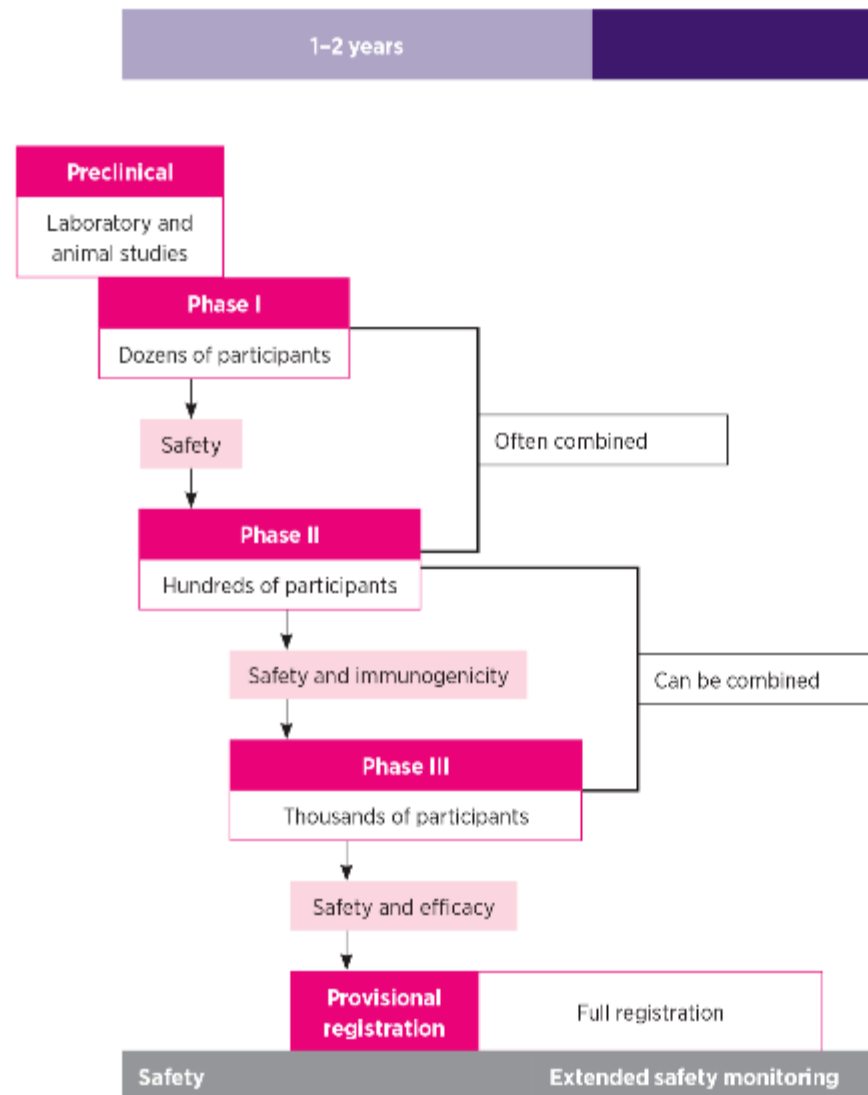 1–2 years
Preclinical
Laboratory and
animal studies
Phase I
Dozens of participants
Safety
Often combined
Phase II
Hundreds of participants
Safety and immunogenicity
Can be combined
Phase III
Thousands of participants
Safety and efficacy
Provisional
registration
Full registration
Safety
Extended safety monitoring